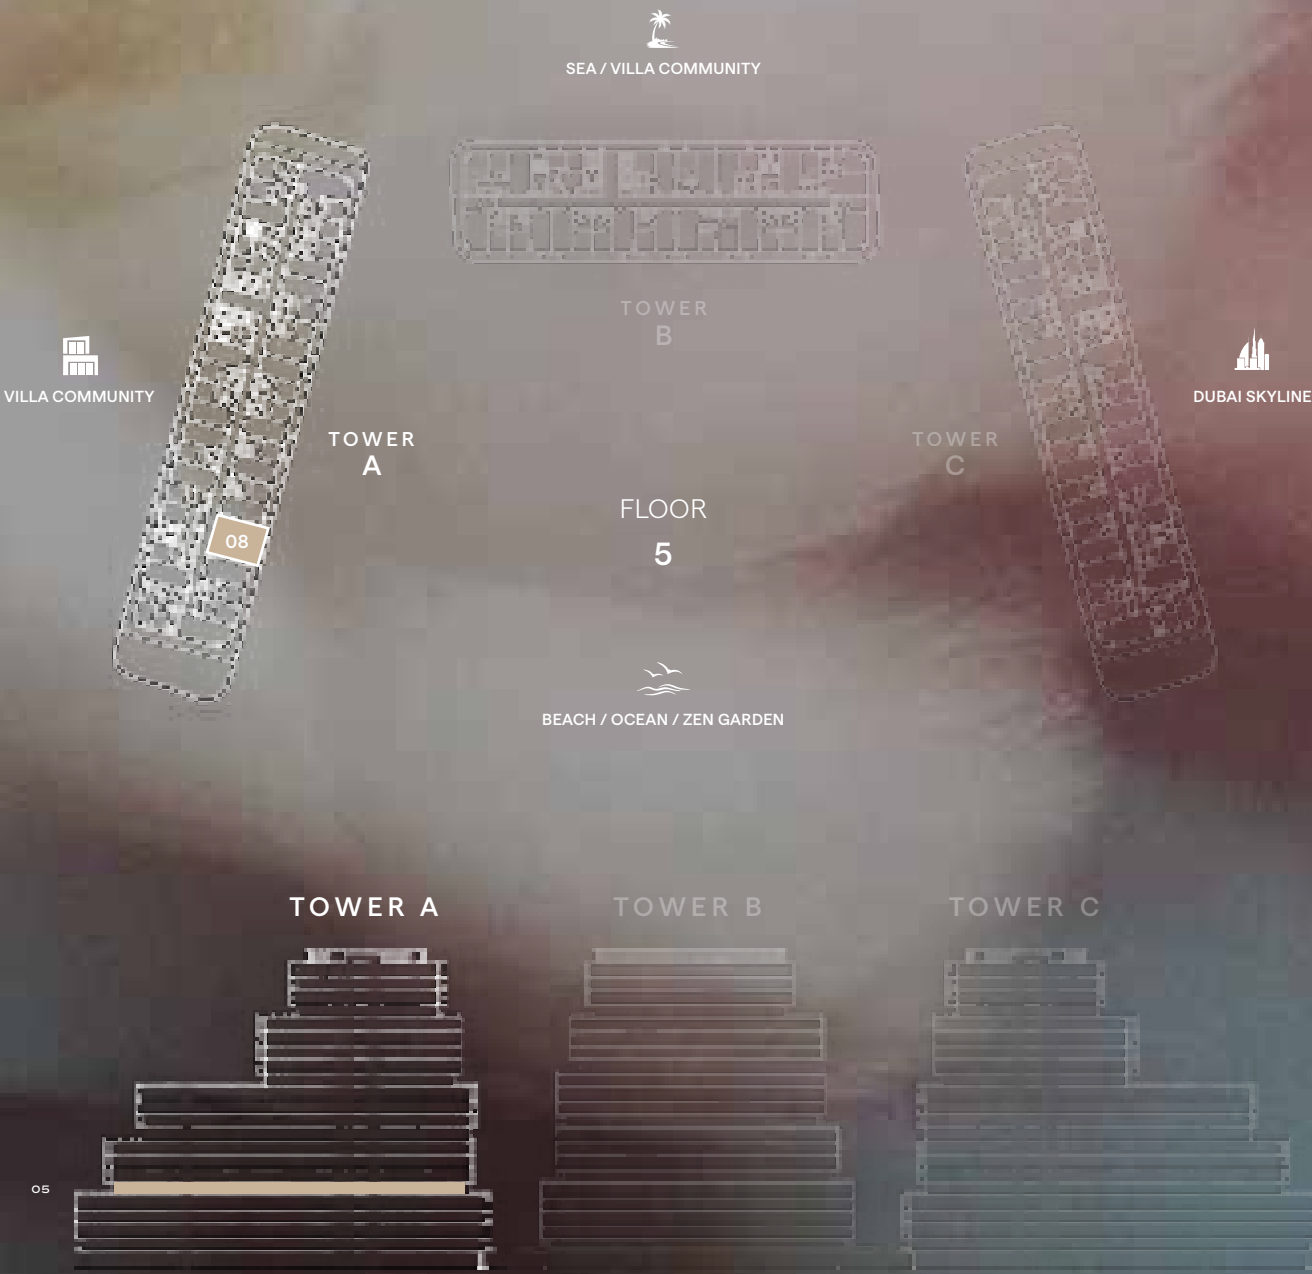 SEA / VILLA COMMUNITY
TOWER
B
VILLA COMMUNITY
DUBAI SKYLINE
TOWER
A
TOWER
C
FLOOR
5
08
BEACH / OCEAN / ZEN GARDEN
TOWER A
TOWER B
TOWER C
05